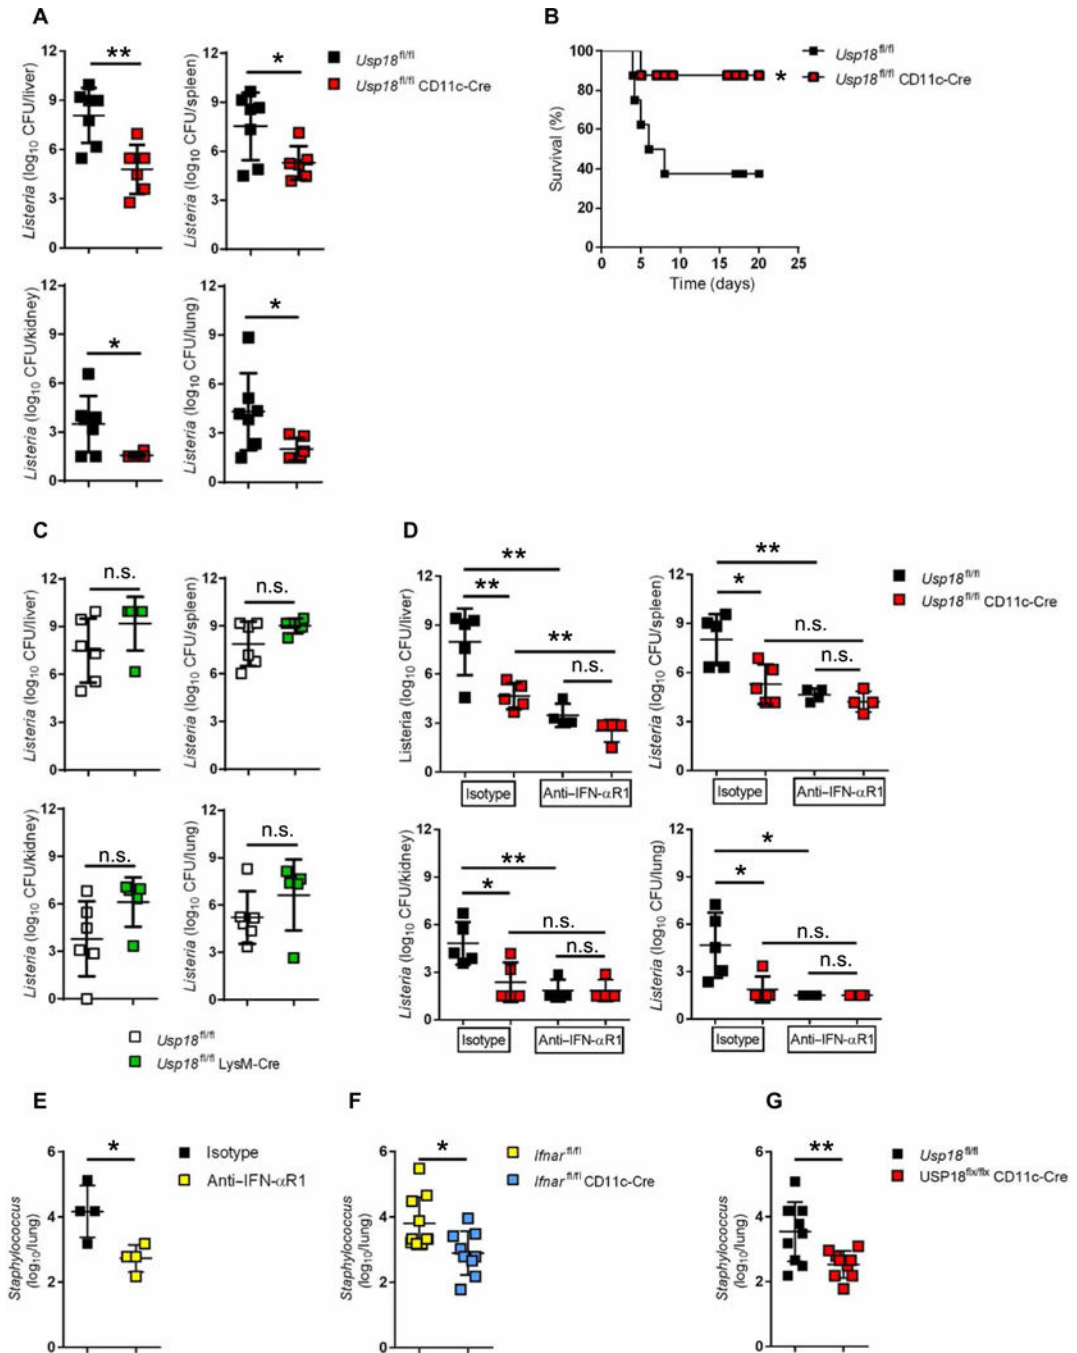 A
Listeria (log10 CFU/liver)
12
9
6
3
0
**
Listeria (log10 CFU/spleen)
12
9
6
3
0
*
Usp18fl/fl
Usp18fl/fl CD11c-Cre
Listeria (log10 CFU/kidney)
12
9
6
3
0
*
Listeria (log10 CFU/lung)
12
9
6
3
0
*
B
Survival (%)
100
80
60
40
20
0
0 5 10 15 20 25
Time (days)
*
Usp18fl/fl
Usp18fl/fl CD11c-Cre
C
Listeria (log10 CFU/liver)
12
9
6
3
0
n.s.
Listeria (log10 CFU/spleen)
12
9
6
3
0
n.s.
Listeria (log10 CFU/kidney)
12
9
6
3
0
n.s.
Listeria (log10 CFU/lung)
12
9
6
3
0
n.s.
Usp18fl/fl
Usp18fl/fl LysM-Cre
D
Listeria (log10 CFU/liver)
12
9
6
3
0
**
**
**
n.s.
Isotype
Anti–IFN-αR1
Listeria (log10 CFU/spleen)
12
9
6
3
0
**
*
n.s.
n.s.
Isotype
Anti–IFN-αR1
Usp18fl/fl
Usp18fl/fl CD11c-Cre
Listeria (log10 CFU/kidney)
12
9
6
3
0
**
*
n.s.
n.s.
Isotype
Anti–IFN-αR1
Listeria (log10 CFU/lung)
12
9
6
3
0
*
*
n.s.
n.s.
Isotype
Anti–IFN-αR1
E
Staphylococcus
(log10/lung)
6
4
2
0
*
Isotype
Anti–IFN-αR1
F
Staphylococcus
(log10/lung)
6
4
2
0
*
Ifnarfl/fl
Ifnarfl/fl CD11c-Cre
G
Staphylococcus
(log10/lung)
6
4
2
0
**
Usp18fl/fl
USP18flx/flx CD11c-Cre